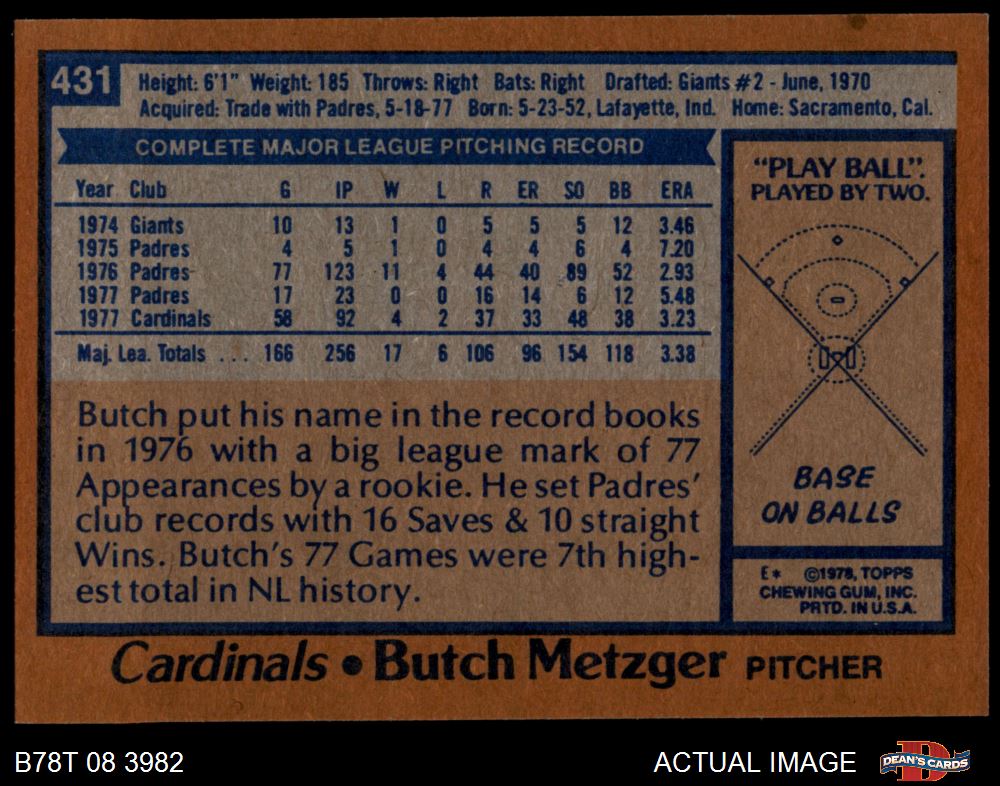 431
Height: 6'1" Weight: 185 Throws: Right Bats: Right Drafted: Giants #2 - June, 1970
Acquired: Trade with Padres, 5-18-77 Born: 5-23-52, Lafayette, Ind. Home: Sacramento, Cal.
COMPLETE MAJOR LEAGUE PITCHING RECORD
Year Club G IP W L R ER SO BB ERA
1974 Giants 10 13 1 0 5 5 5 12 3.46
1975 Padres 4 5 1 0 4 4 6 4 7.20
1976 Padres 77 123 11 4 44 40 89 52 2.93
1977 Padres 17 23 0 0 16 14 6 12 5.48
1977 Cardinals 58 92 4 2 37 33 48 38 3.23
Maj. Lea. Totals ... 166 256 17 6 106 96 154 118 3.38
Butch put his name in the record books
in 1976 with a big league mark of 77
Appearances by a rookie. He set Padres'
club records with 16 Saves & 10 straight
Wins. Butch's 77 Games were 7th high-
est total in NL history.
"PLAY BALL".
PLAYED BY TWO.
BASE
ON BALLS
E* ©1978, TOPPS
CHEWING GUM, INC.
PRTD. IN U.S.A.
Cardinals • Butch Metzger PITCHER
B78T 08 3982
ACTUAL IMAGE
D
DEAN'S CARDS